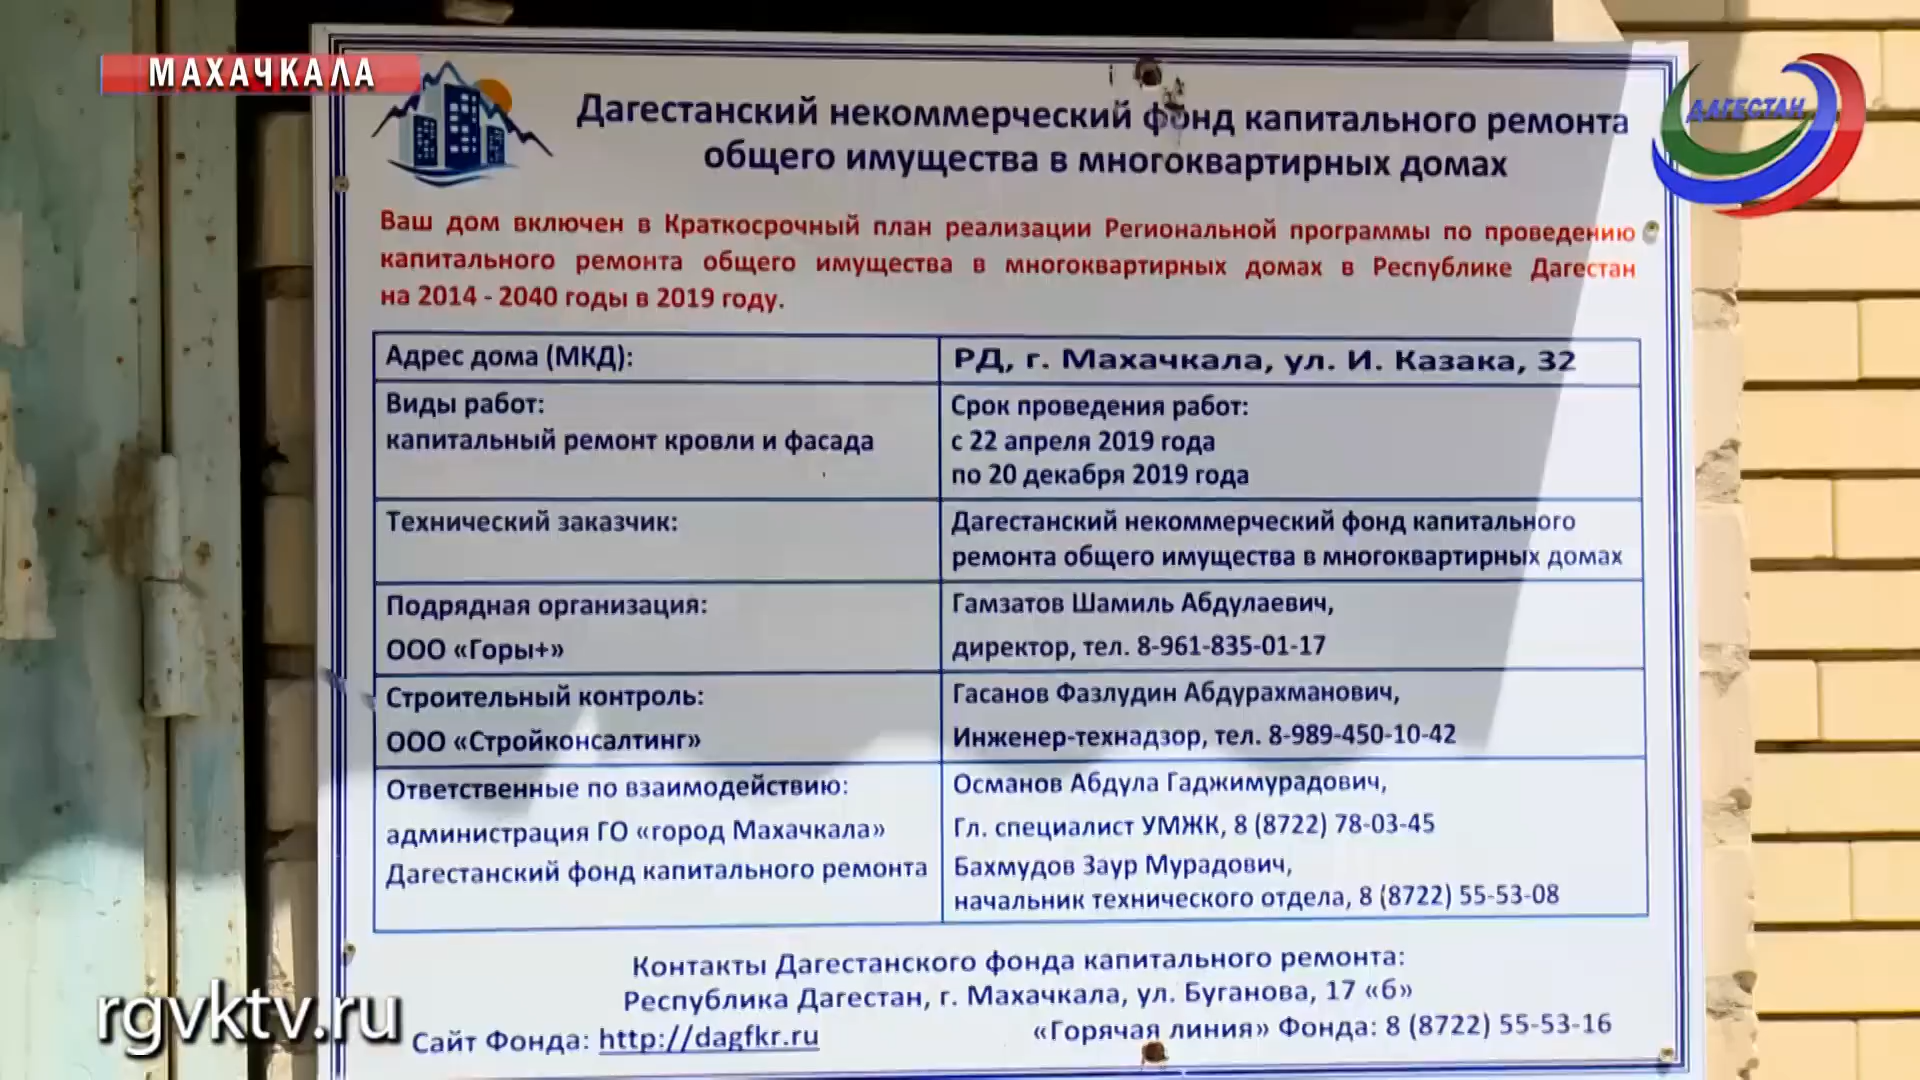 МАХАЧКАЛА
ДАГЕСТАН
Дагестанский некоммерческий фонд капитального ремонта
общего имущества в многоквартирных домах
Ваш дом включен в Краткосрочный план реализации Региональной программы по проведению
капитального ремонта общего имущества в многоквартирных домах в Республике Дагестан
на 2014 - 2040 годы в 2019 году.
Адрес дома (МКД):
РД, г. Махачкала, ул. И. Казака, 32
Виды работ:
капитальный ремонт кровли и фасада
Срок проведения работ:
с 22 апреля 2019 года
по 20 декабря 2019 года
Технический заказчик:
Дагестанский некоммерческий фонд капитального
ремонта общего имущества в многоквартирных домах
Подрядная организация:
ООО «Горы+»
Гамзатов Шамиль Абдулаевич,
директор, тел. 8-961-835-01-17
Строительный контроль:
ООО «Стройконсалтинг»
Гасанов Фазлудин Абдурахманович,
Инженер-технадзор, тел. 8-989-450-10-42
Ответственные по взаимодействию:
администрация ГО «город Махачкала»
Дагестанский фонд капитального ремонта
Османов Абдула Гаджимурадович,
Гл. специалист УМЖК, 8 (8722) 78-03-45
Бахмудов Заур Мурадович,
начальник технического отдела, 8 (8722) 55-53-08
Контакты Дагестанского фонда капитального ремонта:
Республика Дагестан, г. Махачкала, ул. Буганова, 17 «б»
Сайт Фонда: http://dagfkr.ru
«Горячая линия» Фонда: 8 (8722) 55-53-16
rgvktv.ru